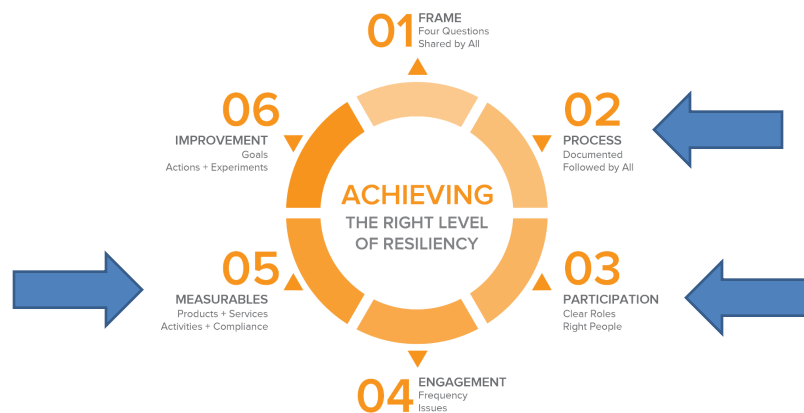 01
FRAME
Four Questions
Shared by All
02
PROCESS
Documented
Followed by All
03
PARTICIPATION
Clear Roles
Right People
04
ENGAGEMENT
Frequency
Issues
05
MEASURABLES
Products + Services
Activities + Compliance
06
IMPROVEMENT
Goals
Actions + Experiments
ACHIEVING
THE RIGHT LEVEL
OF RESILIENCY